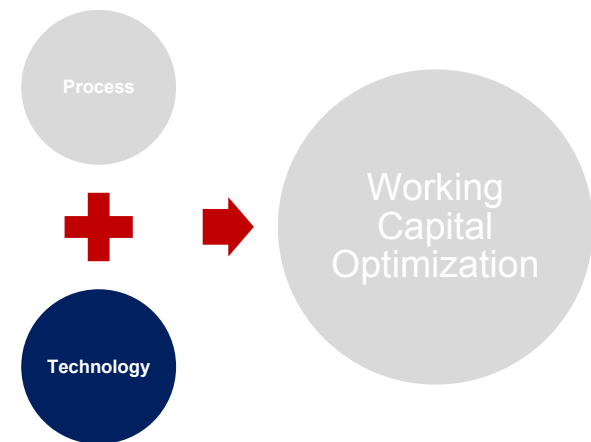 Process
Working
Capital
Optimization
Technology